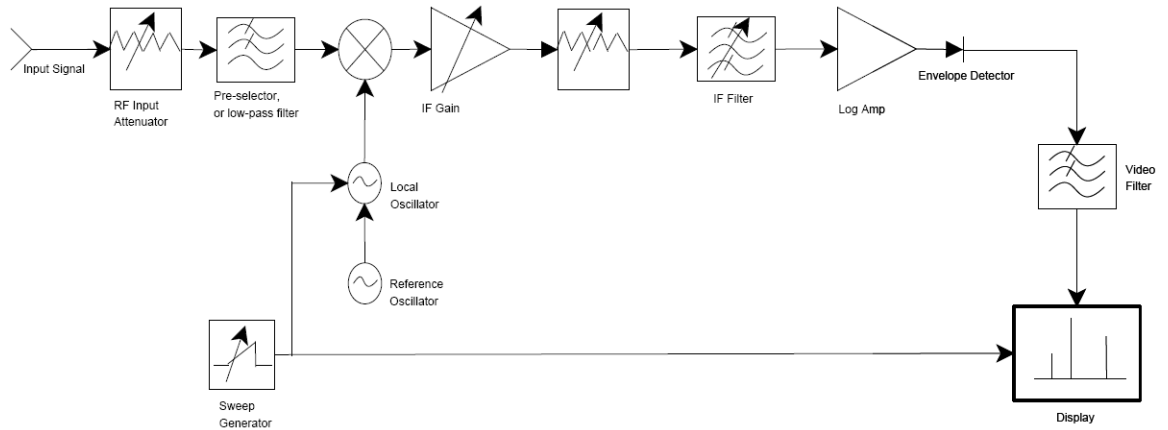 Input Signal
RF Input
Attenuator
Pre-selector,
or low-pass filter
IF Gain
IF Filter
Log Amp
Envelope Detector
Video
Filter
Local
Oscillator
Reference
Oscillator
Sweep
Generator
Display